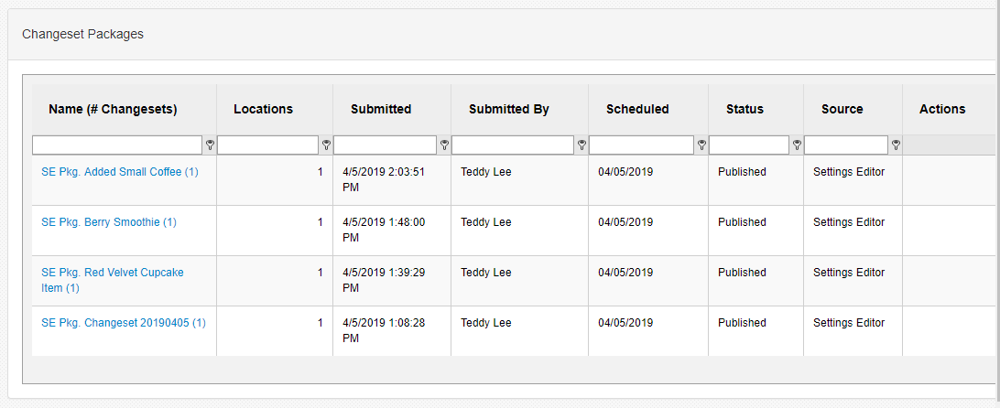 Changeset Packages
Name (# Changesets) Locations Submitted Submitted By Scheduled Status Source Actions
SE Pkg. Added Small Coffee (1) 1 4/5/2019 2:03:51 Teddy Lee 04/05/2019 Published Settings Editor
PM
SE Pkg. Berry Smoothie (1) 1 4/5/2019 1:48:00 Teddy Lee 04/05/2019 Published Settings Editor
PM
SE Pkg. Red Velvet Cupcake 1 4/5/2019 1:39:29 Teddy Lee 04/05/2019 Published Settings Editor
Item (1) PM
SE Pkg. Changeset 20190405 (1) 1 4/5/2019 1:08:28 Teddy Lee 04/05/2019 Published Settings Editor
PM